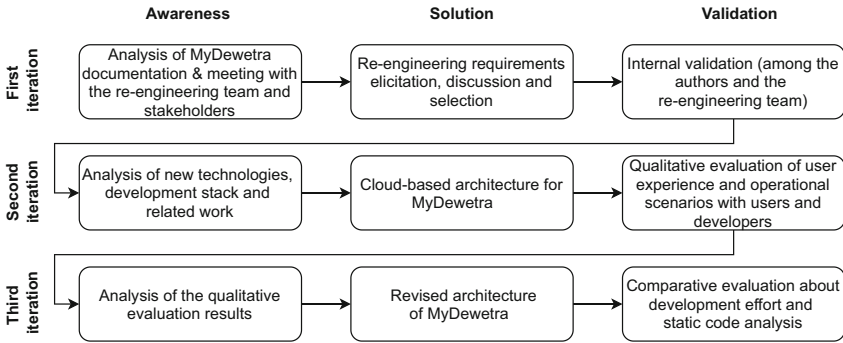 Awareness
Solution
Validation
First
iteration
Analysis of MyDewetra
documentation & meeting with
the re-engineering team and
stakeholders
Re-engineering requirements
elicitation, discussion and
selection
Internal validation (among the
authors and the
re-engineering team)
Second
iteration
Analysis of new technologies,
development stack and
related work
Cloud-based architecture for
MyDewetra
Qualitative evaluation of user
experience and operational
scenarios with users and
developers
Third
iteration
Analysis of the qualitative
evaluation results
Revised architecture
of MyDewetra
Comparative evaluation about
development effort and
static code analysis